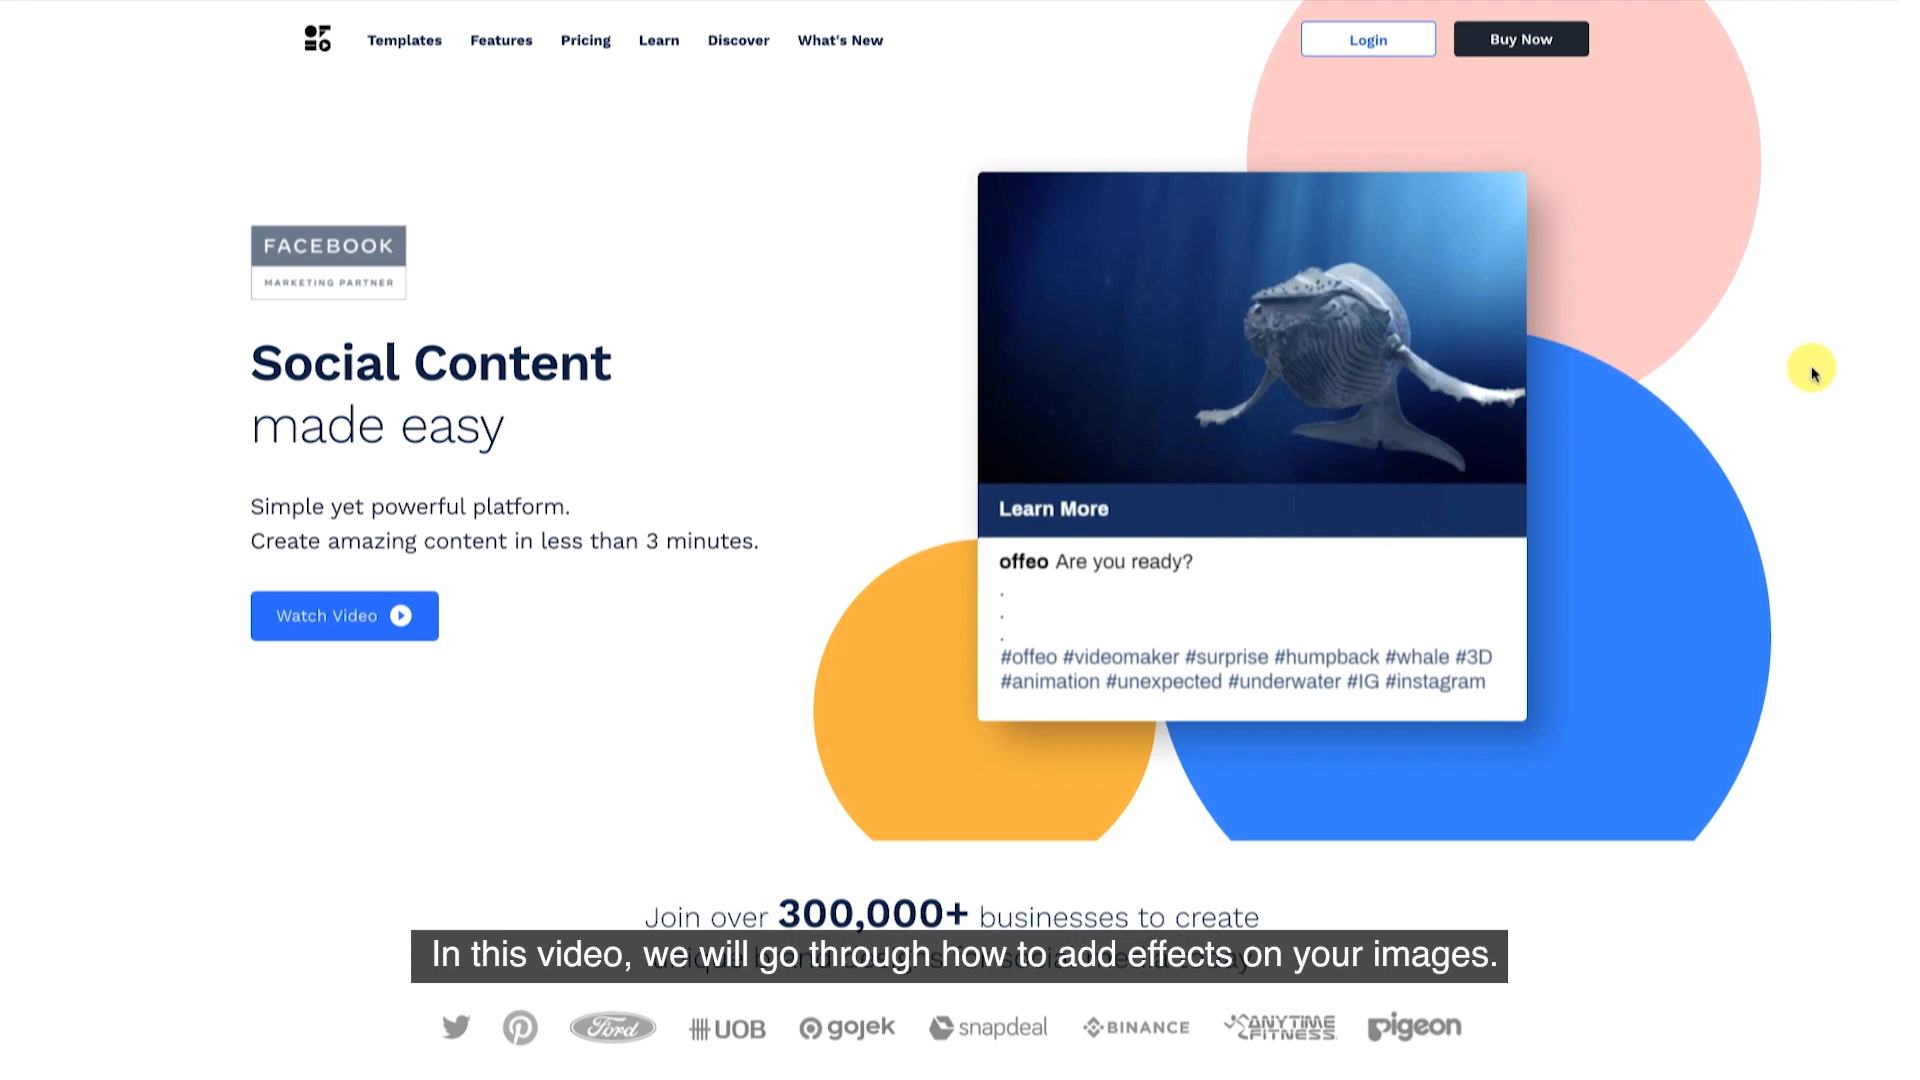 Templates Features Pricing Learn Discover What's New
Login
Buy Now
FACEBOOK
MARKETING PARTNER
Social Content
made easy
Simple yet powerful platform.
Create amazing content in less than 3 minutes.
Watch Video
Learn More
offeo Are you ready?
.
.
.
#offeo #videomaker #surprise #humpback #whale #3D
#animation #unexpected #underwater #IG #instagram
Join over 300,000+ businesses to create
In this video, we will go through how to add effects on your images.
Ford
UOB
gojek
snapdeal
BINANCE
ANYTIME
FITNESS
pigeon